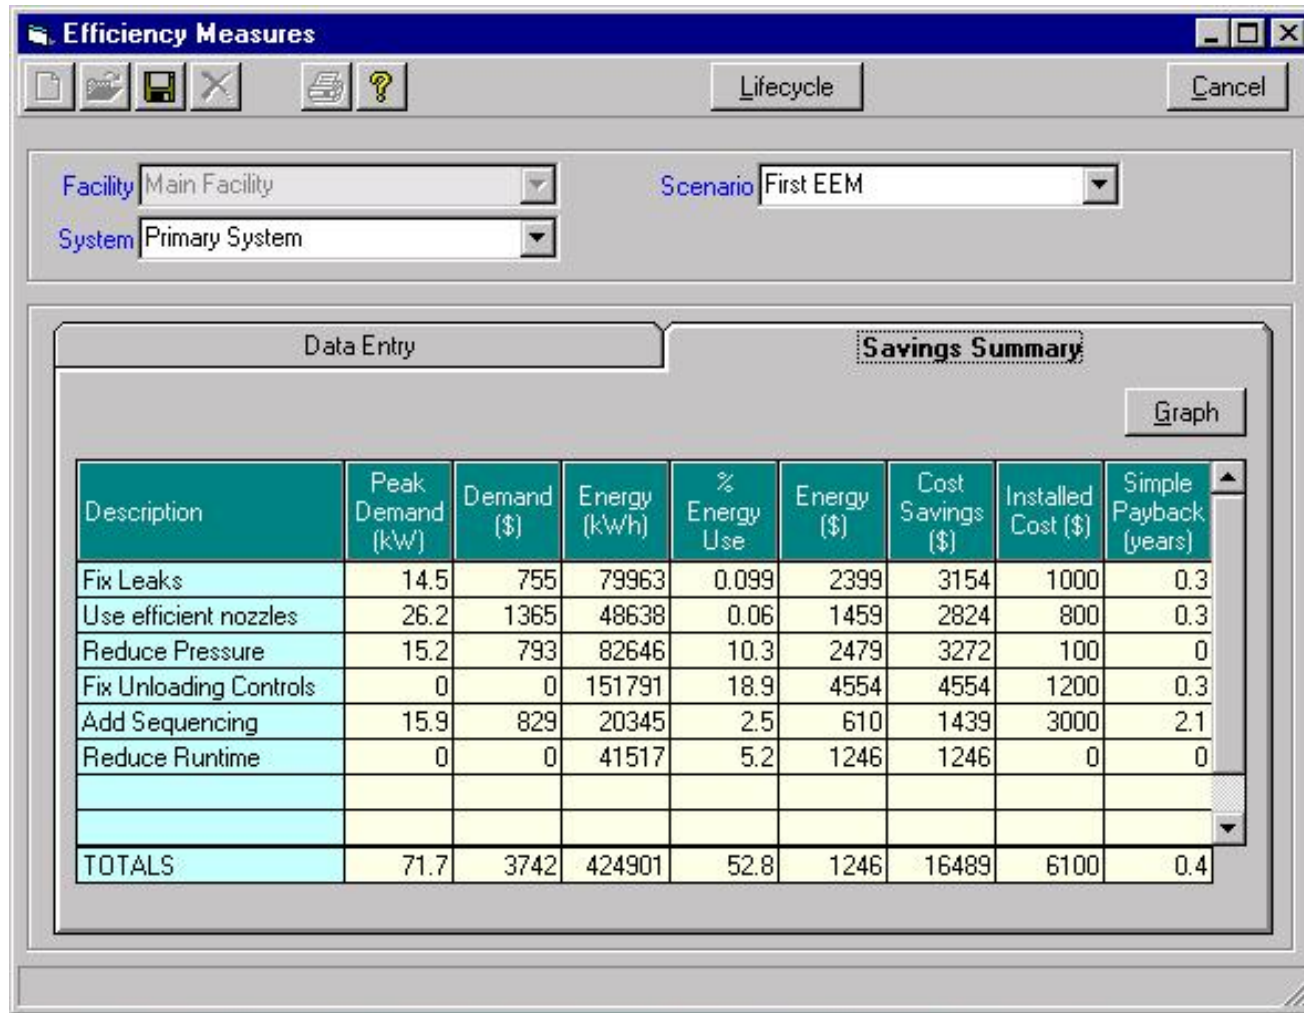 Efficiency Measures
Lifecycle
Cancel
Facility Main Facility
Scenario First EEM
System Primary System
Data Entry
Savings Summary
Graph
Description Peak Demand (kW) Demand ($) Energy (kWh) % Energy Use Energy ($) Cost Savings ($) Installed Cost ($) Simple Payback (years)
Fix Leaks 14.5 755 79963 0.099 2399 3154 1000 0.3
Use efficient nozzles 26.2 1365 48638 0.06 1459 2824 800 0.3
Reduce Pressure 15.2 793 82646 10.3 2479 3272 100 0
Fix Unloading Controls 0 0 151791 18.9 4554 4554 1200 0.3
Add Sequencing 15.9 829 20345 2.5 610 1439 3000 2.1
Reduce Runtime 0 0 41517 5.2 1246 1246 0 0
TOTALS 71.7 3742 424901 52.8 1246 16489 6100 0.4